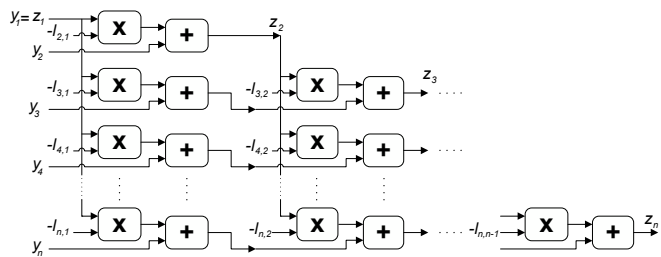 y1=z1 X z2
-l2,1 +
y2
X -l3,2 X z3
-l3,1 + + ....
y3
X X
-l4,1 + -l4,2 + ....
y4
X X -ln,n-1 X
-ln,1 + -ln,2 + .... + zn
yn